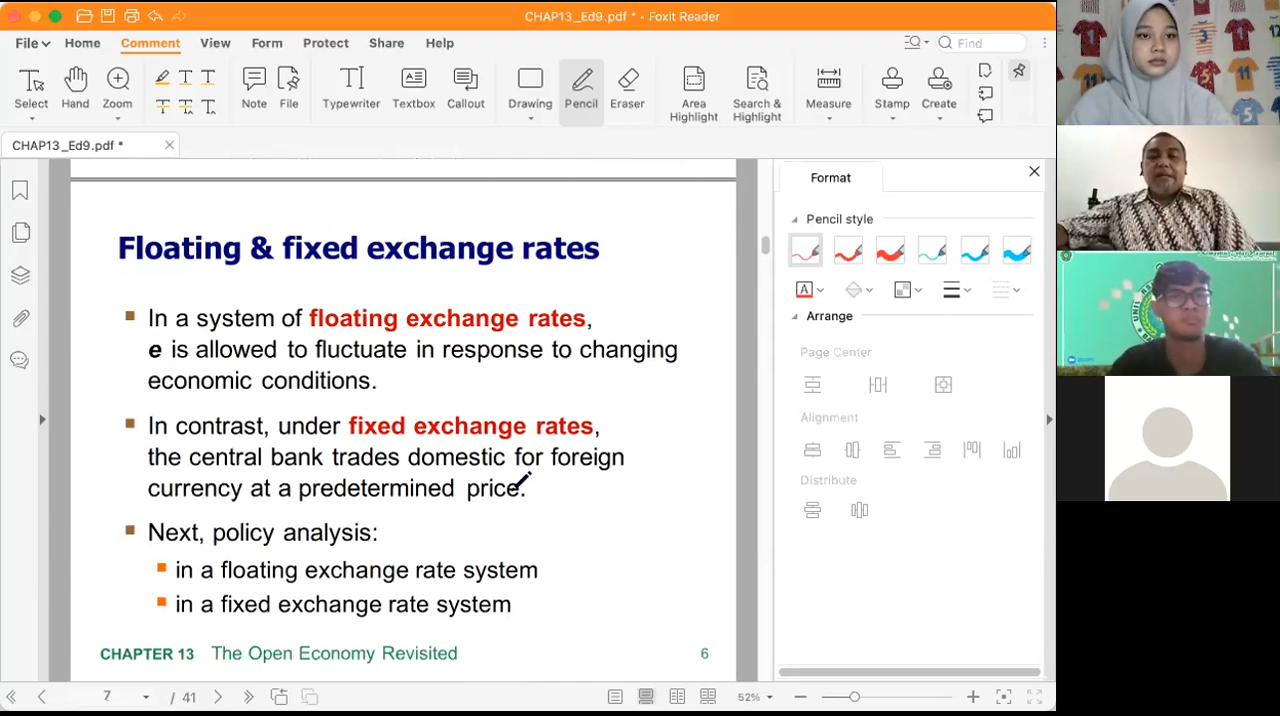 CHAP13_Ed9.pdf * - Foxit Reader
File Home Comment View Form Protect Share Help
Find
Select Hand Zoom Note File Typewriter Textbox Callout Drawing Pencil Eraser Area Highlight Search & Highlight Measure Stamp Create
CHAP13_Ed9.pdf *
Format
Pencil style
Arrange
Page Center
Alignment
Distribute
Floating & fixed exchange rates
In a system of floating exchange rates,
e is allowed to fluctuate in response to changing
economic conditions.
In contrast, under fixed exchange rates,
the central bank trades domestic for foreign
currency at a predetermined price.
Next, policy analysis:
in a floating exchange rate system
in a fixed exchange rate system
CHAPTER 13 The Open Economy Revisited 6
7 / 41 52%